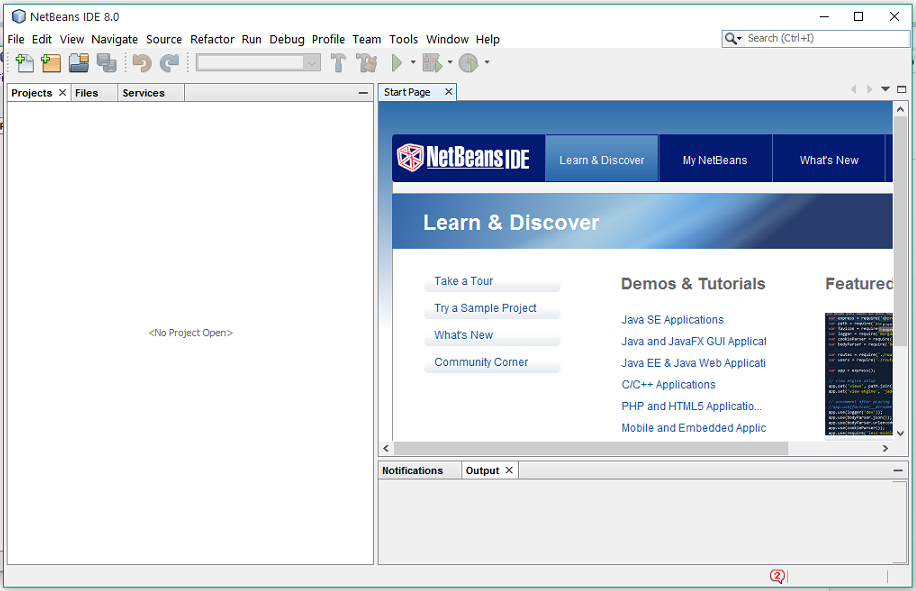 NetBeans IDE 8.0
File Edit View Navigate Source Refactor Run Debug Profile Team Tools Window Help
Search (Ctrl+I)
Projects Files Services
Start Page
NetBeans IDE Learn & Discover My NetBeans What's New
Learn & Discover
Take a Tour
Try a Sample Project
What's New
Community Corner
<No Project Open>
Demos & Tutorials
Java SE Applications
Java and JavaFX GUI Applicat
Java EE & Java Web Applicati
C/C++ Applications
PHP and HTML5 Applicatio...
Mobile and Embedded Applic
Featured
Notifications Output
2